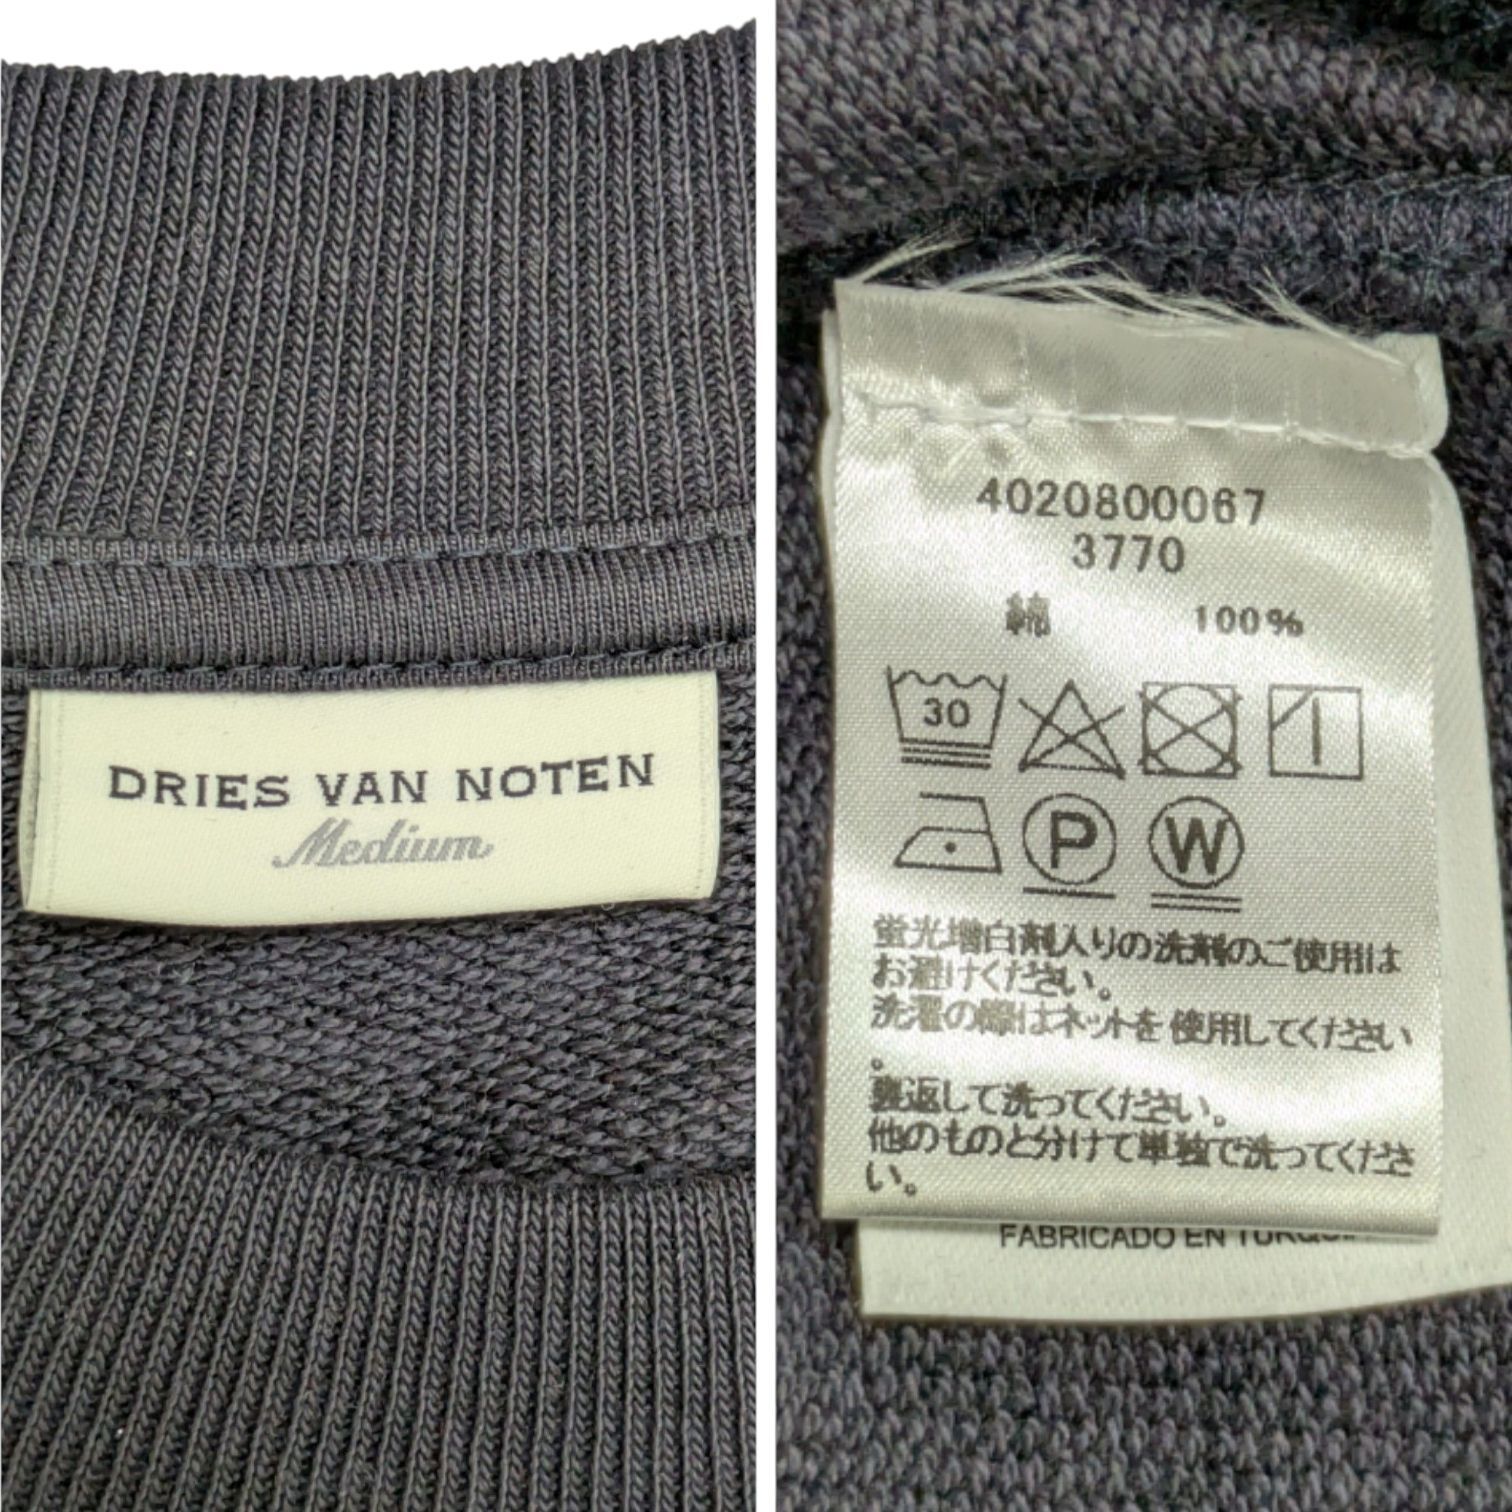 DRIES VAN NOTEN
Medium
4020800067
3770
綿 100%
30
P W
蛍光増白剤入りの洗剤のご使用は
お避けください。
洗濯の際はネットを使用してください
。
裏返して洗ってください。
他のものと分けて単独で洗ってくださ
い。
FABRICADO EN